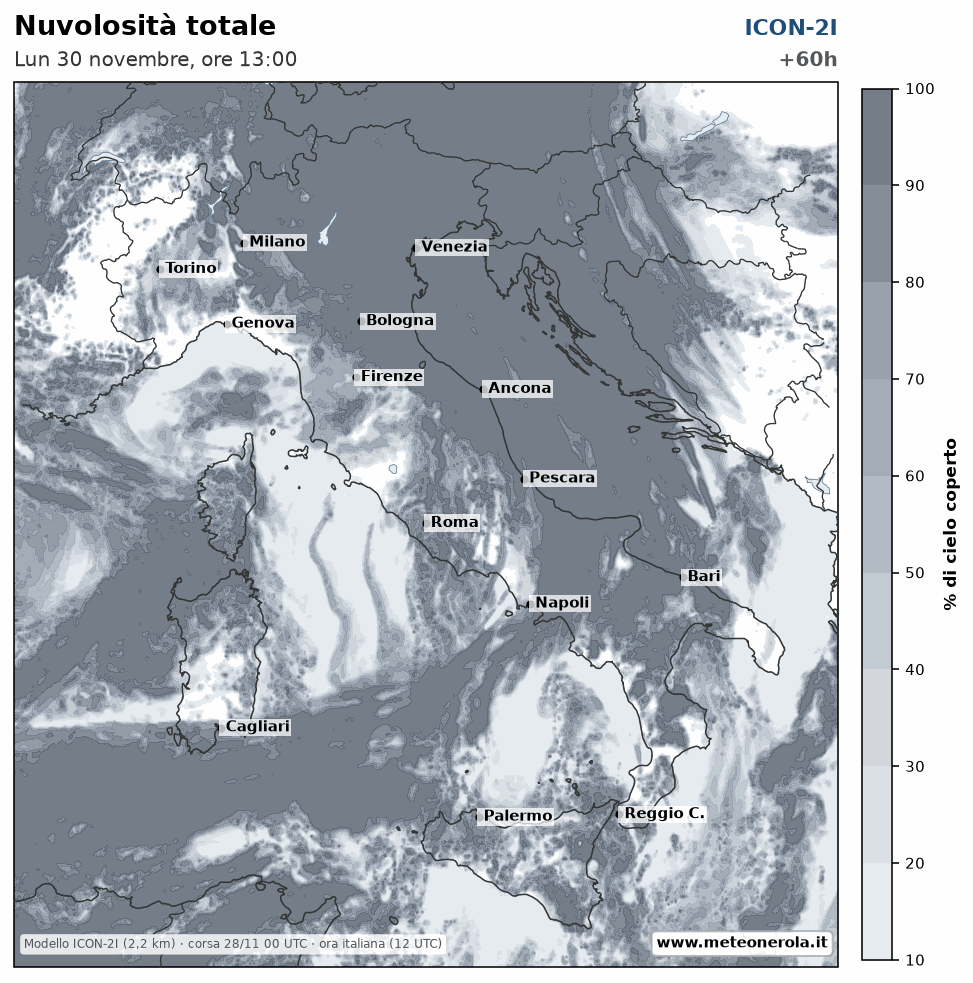 Nuvolosità totale
ICON-2I
Lun 30 novembre, ore 13:00
+60h
Milano
Venezia
Torino
Genova
Bologna
Firenze
Ancona
Pescara
Roma
Bari
Napoli
Cagliari
Palermo
Reggio C.
100
90
80
70
60
50
40
30
20
10
% di cielo coperto
Modello ICON-2I (2,2 km) · corsa 28/11 00 UTC · ora italiana (12 UTC)
www.meteonerola.it